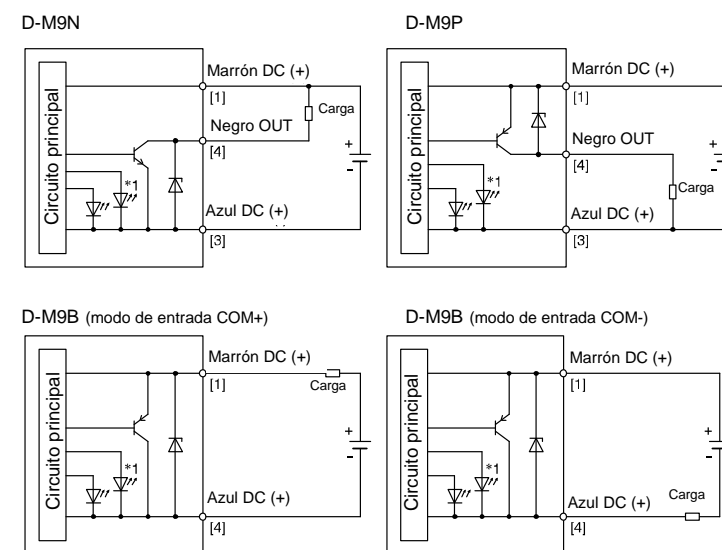 D-M9N
Marrón DC (+)
[1]
Carga
Negro OUT
[4]
*1
Circuito principal
Azul DC (+)
[3]
+
-
D-M9P
Marrón DC (+)
[1]
Negro OUT
[4]
*1
Circuito principal
Carga
Azul DC (+)
[3]
+
-
D-M9B (modo de entrada COM+)
Marrón DC (+)
[1]
Carga
*1
Circuito principal
Azul DC (+)
[4]
+
-
D-M9B (modo de entrada COM-)
Marrón DC (+)
[1]
*1
Circuito principal
Azul DC (+)
Carga
[4]
+
-